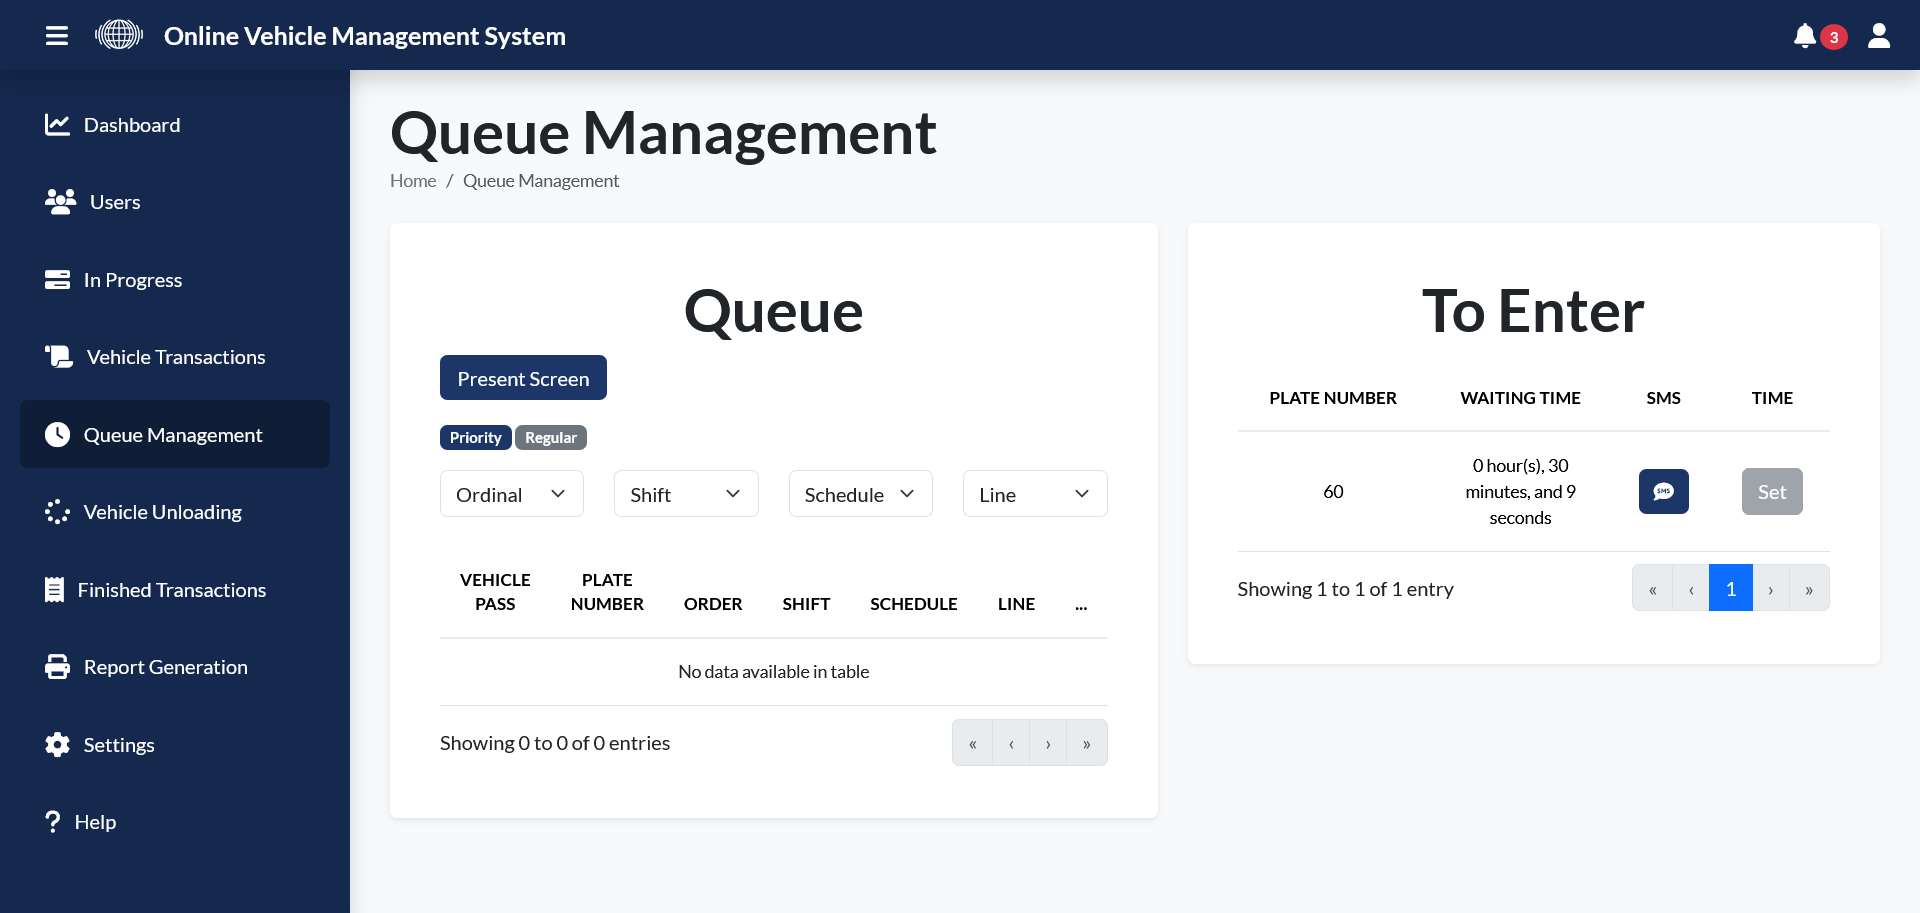 Online Vehicle Management System
3
Dashboard
Users
In Progress
Vehicle Transactions
Queue Management
Vehicle Unloading
Finished Transactions
Report Generation
Settings
Help
Queue Management
Home / Queue Management
Queue
Present Screen
Priority Regular
Ordinal Shift Schedule Line
VEHICLE PASS PLATE NUMBER ORDER SHIFT SCHEDULE LINE ...
No data available in table
Showing 0 to 0 of 0 entries
« ‹ › »
To Enter
PLATE NUMBER WAITING TIME SMS TIME
60 0 hour(s), 30 minutes, and 9 seconds SMS Set
Showing 1 to 1 of 1 entry
« ‹ 1 › »